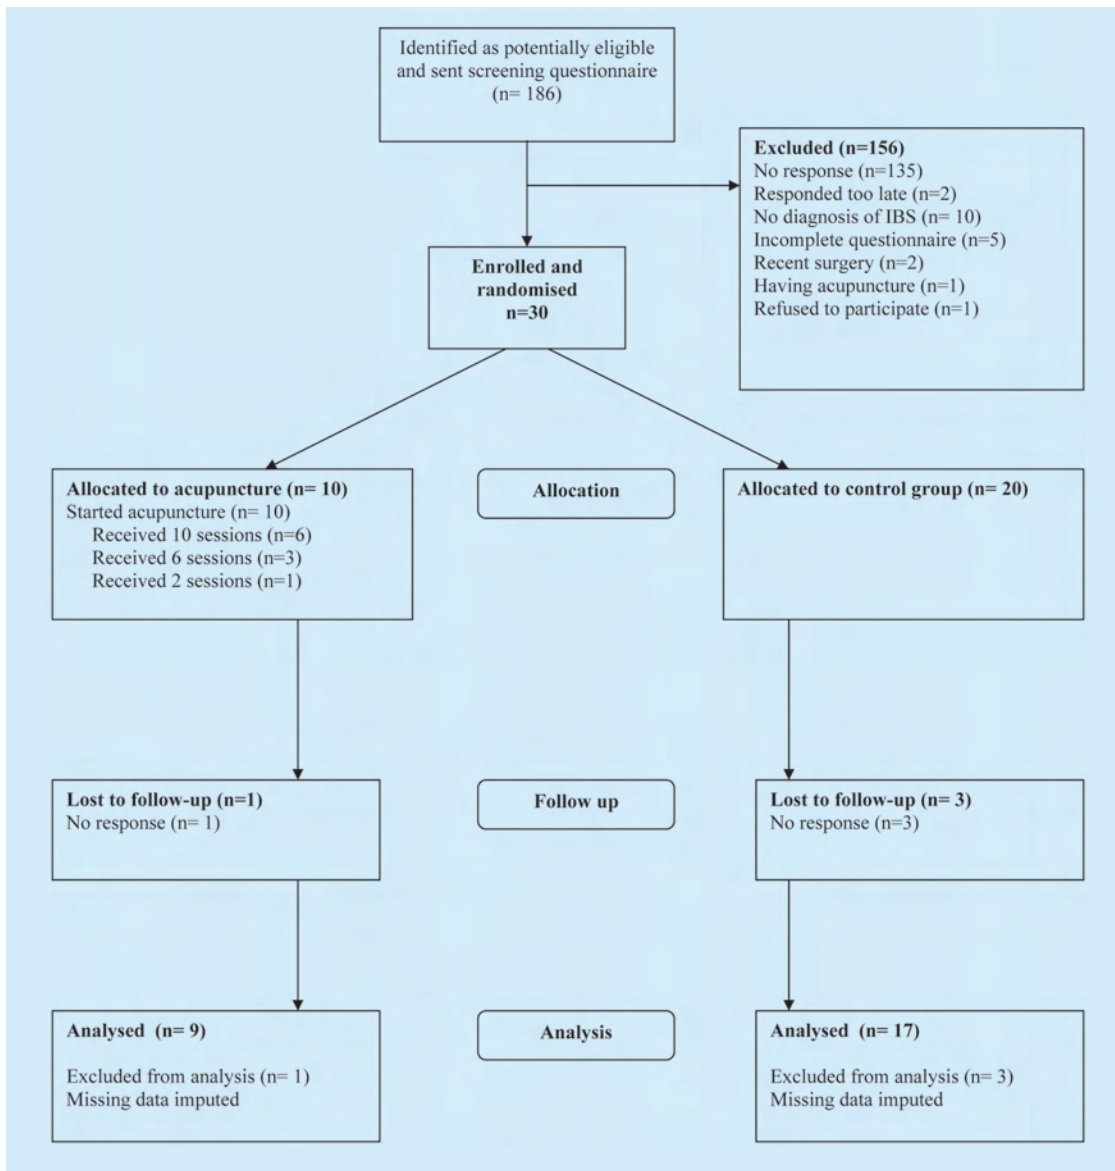 Identified as potentially eligible
and sent screening questionnaire
(n= 186)
Excluded (n=156)
No response (n=135)
Responded too late (n=2)
No diagnosis of IBS (n= 10)
Incomplete questionnaire (n=5)
Recent surgery (n=2)
Having acupuncture (n=1)
Refused to participate (n=1)
Enrolled and
randomised
n=30
Allocated to acupuncture (n= 10)
Started acupuncture (n= 10)
Received 10 sessions (n=6)
Received 6 sessions (n=3)
Received 2 sessions (n=1)
Allocation
Allocated to control group (n= 20)
Lost to follow-up (n=1)
No response (n= 1)
Follow up
Lost to follow-up (n= 3)
No response (n=3)
Analysed (n= 9)
Excluded from analysis (n= 1)
Missing data imputed
Analysis
Analysed (n= 17)
Excluded from analysis (n= 3)
Missing data imputed